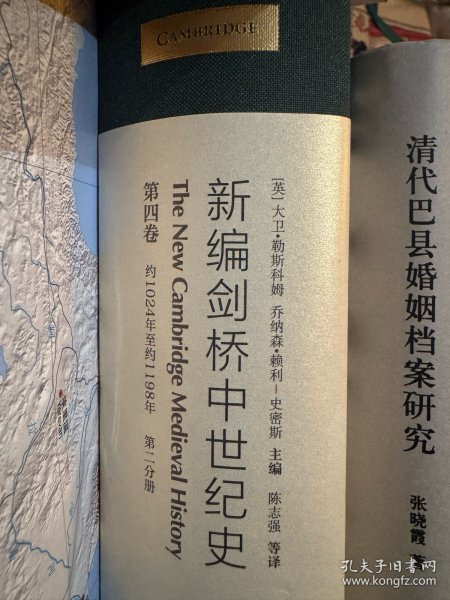 CAMBRIDGE
[英]大卫·勒斯科姆 乔纳森·赖利-史密斯 主编 陈志强 等译
新编剑桥中世纪史
The New Cambridge Medieval History
第四卷 约1024年至约1198年 第二分册
清代巴县婚姻档案研究
张晓霞 著
孔夫子旧书网
www.kongfz.com